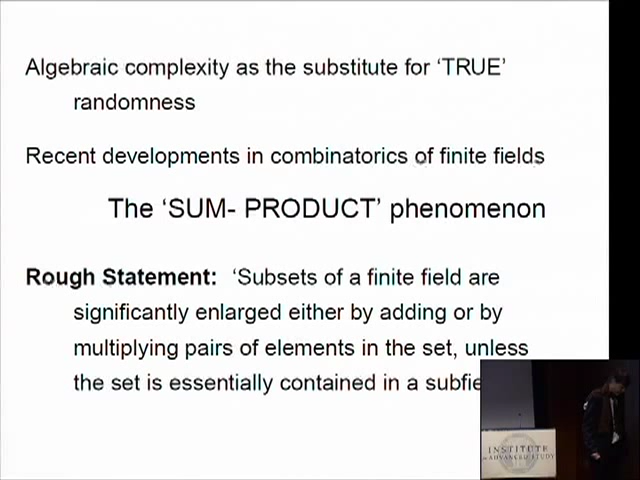 Algebraic complexity as the substitute for ‘TRUE’
randomness
Recent developments in combinatorics of finite fields
The ‘SUM- PRODUCT’ phenomenon
Rough Statement: ‘Subsets of a finite field are
significantly enlarged either by adding or by
multiplying pairs of elements in the set, unless
the set is essentially contained in a
INSTITUTE
ADVANCED STUDY